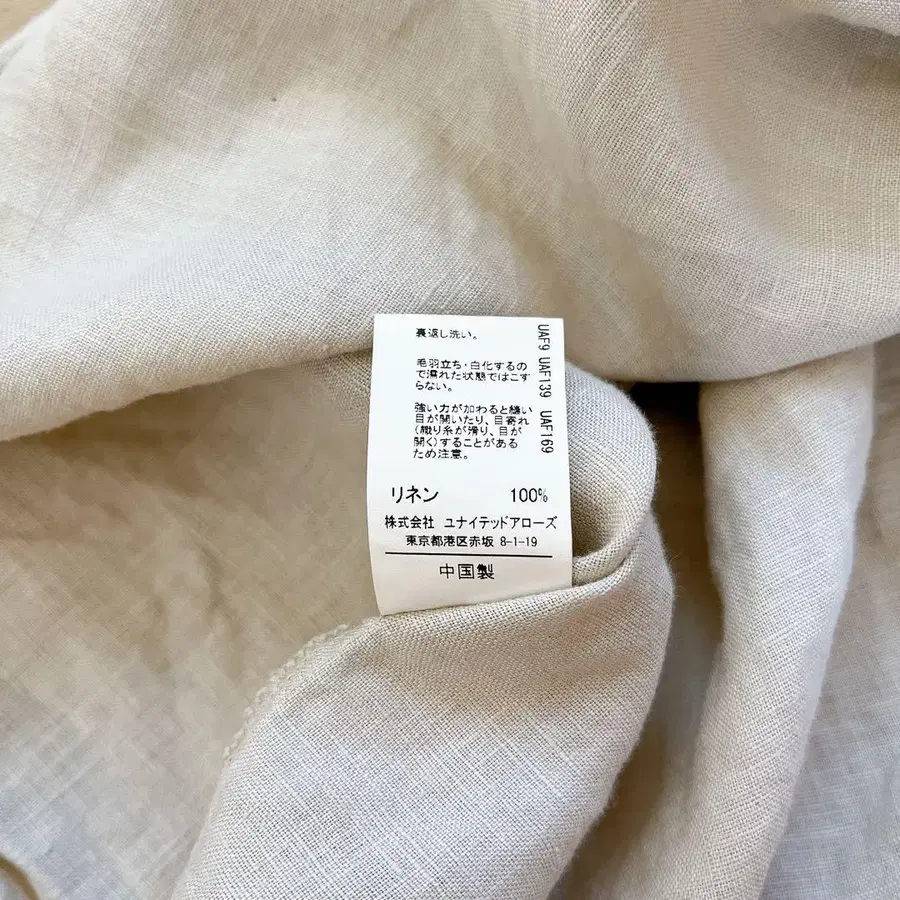 裏返し洗い。
毛羽立ち・白化するの
で濡れた状態ではこす
らない。
強い力が加わると縫い
目が開いたり、目寄れ
(織り糸が滑り、目が
開く)することがある
ため注意。
UAF9 UAF139 UAF169
リネン 100%
株式会社 ユナイテッドアローズ
東京都港区赤坂 8-1-19
中国製